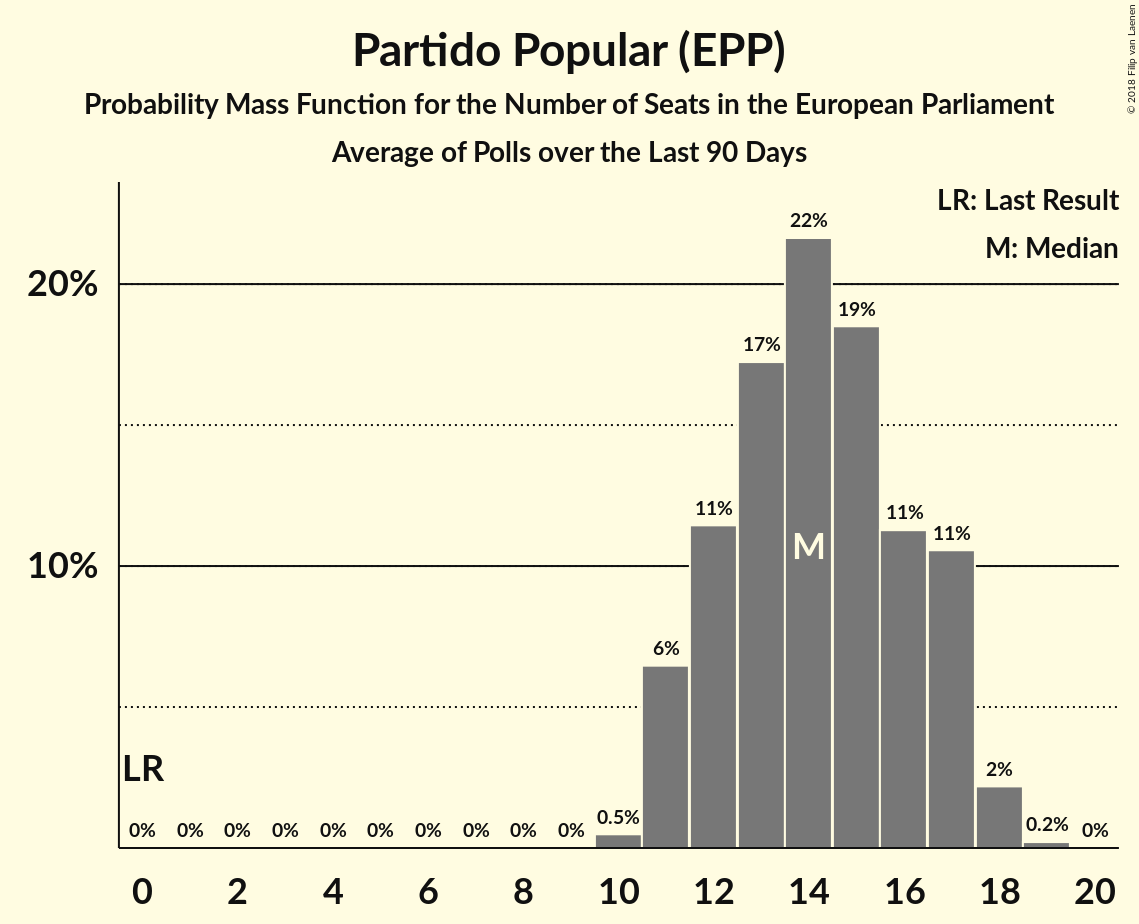 Partido Popular (EPP)
Probability Mass Function for the Number of Seats in the European Parliament
Average of Polls over the Last 90 Days
© 2018 Filip van Laenen
LR: Last Result
M: Median
22%
20%
19%
17%
11%
11%
11%
M
10%
6%
LR
2%
0% 0% 0% 0% 0% 0% 0% 0% 0% 0% 0.5% 0.2% 0%
0 2 4 6 8 10 12 14 16 18 20